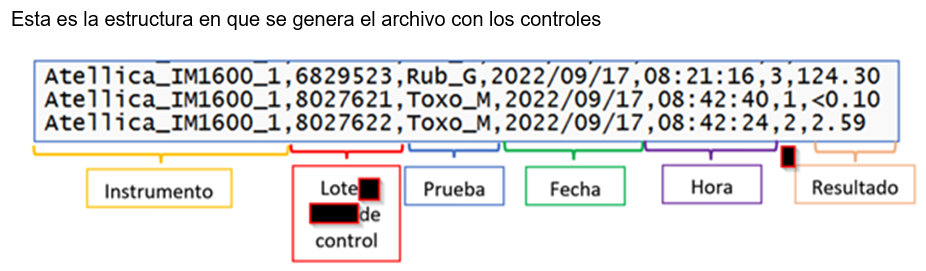 Esta es la estructura en que se genera el archivo con los controles
Atellica_IM1600_1,6829523,Rub_G,2022/09/17,08:21:16,3,124.30
Atellica_IM1600_1,8027621,Toxo_M,2022/09/17,08:42:40,1,<0.10
Atellica_IM1600_1,8027622,Toxo_M,2022/09/17,08:42:24,2,2.59
Instrumento
Lote
de
control
Prueba
Fecha
Hora
Resultado